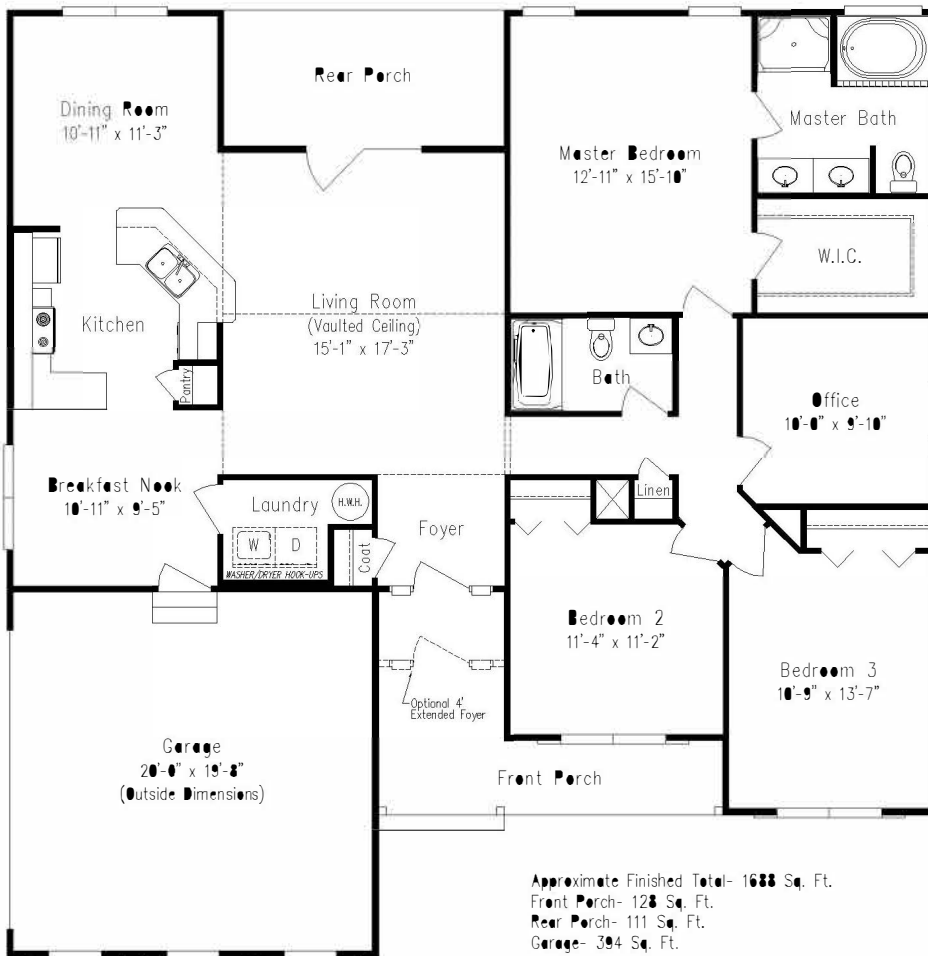 Rear Porch
Dining Room
10'-11" x 11'-3"
Master Bath
Master Bedroom
12'-11" x 15'-10"
W.I.C.
Living Room
(Vaulted Ceiling)
15'-1" x 17'-3"
Kitchen
Bath
Pantry
Office
10'-0" x 9'-10"
Breakfast Nook
10'-11" x 9'-5"
Laundry
H.W.H.
Linen
Foyer
W D
Coat
WASHER/DRYER HOOK-UPS
Bedroom 2
11'-4" x 11'-2"
Bedroom 3
10'-9" x 13'-7"
Optional 4'
Extended Foyer
Garage
20'-0" x 19'-8"
(Outside Dimensions)
Front Porch
Approximate Finished Total- 1688 Sq. Ft.
Front Porch- 128 Sq. Ft.
Rear Porch- 111 Sq. Ft.
Garage- 394 Sq. Ft.